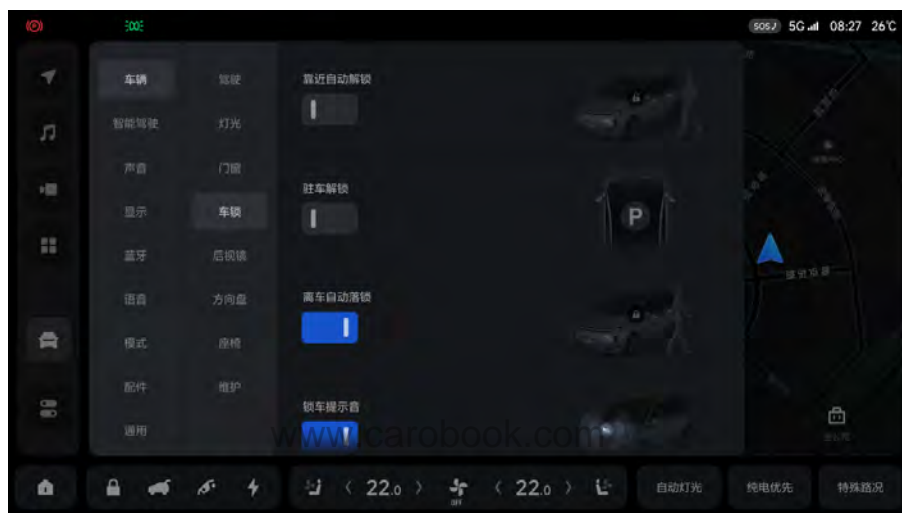 SOS 5G 08:27 26℃
车辆 驾驶 靠近自动解锁
智能驾驶 灯光
声音 门窗
驻车解锁
显示 车锁
P
蓝牙 后视镜
语音 方向盘 离车自动落锁
模式 座椅
配件 维护
锁车提示音
通用
www.carobook.com
22.0 OFF 22.0 自动灯光 纯电优先 特殊路况